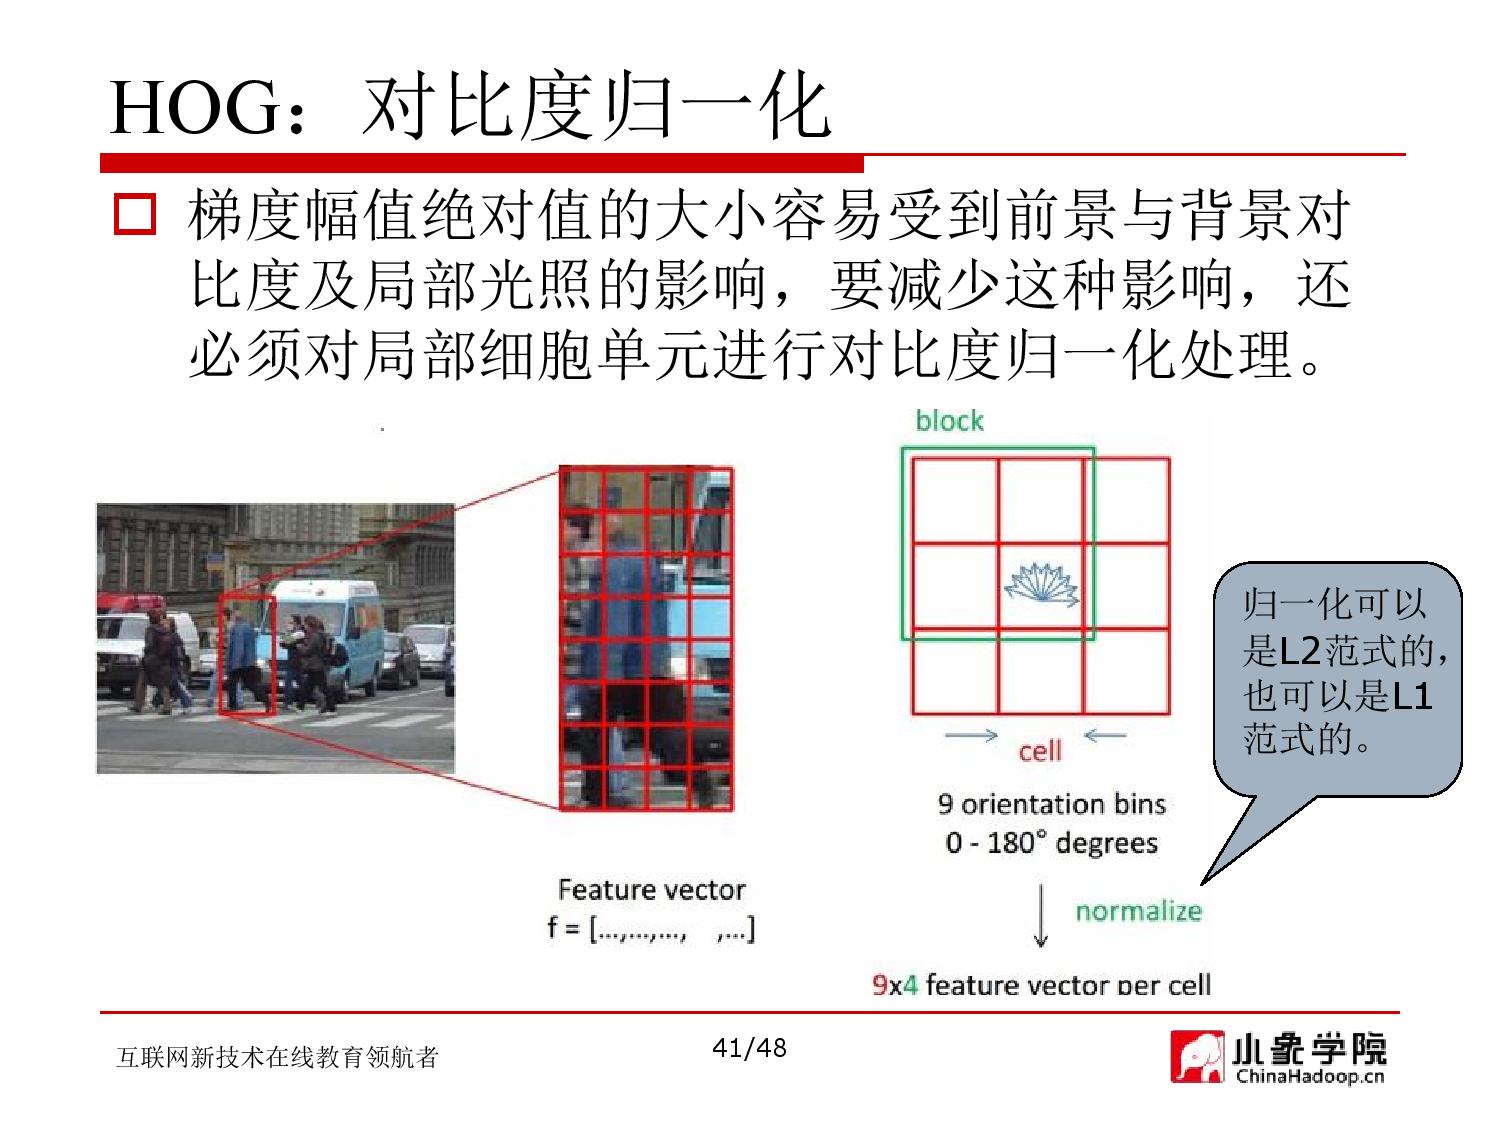 HOG：对比度归一化
梯度幅值绝对值的大小容易受到前景与背景对
比度及局部光照的影响，要减少这种影响，还
必须对局部细胞单元进行对比度归一化处理。
block
cell
9 orientation bins
0 - 180° degrees
normalize
9x4 feature vector per cell
Feature vector
f = [...,...,..., ,...]
归一化可以
是L2范式的，
也可以是L1
范式的。
互联网新技术在线教育领航者
41/48
小象学院
ChinaHadoop.cn